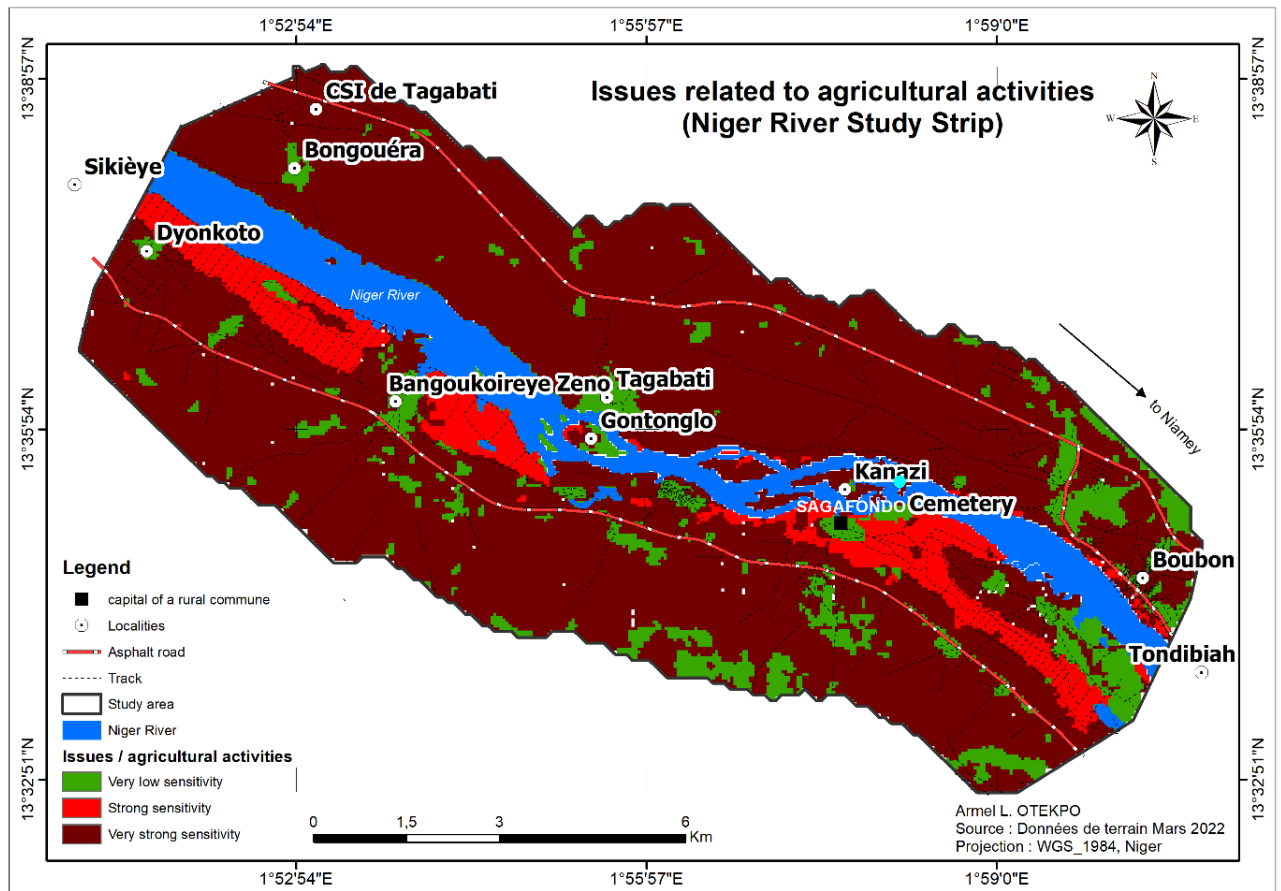 1°52'54"E
1°55'57"E
1°59'0"E
13°38'57"N
13°38'57"N
Issues related to agricultural activities
(Niger River Study Strip)
N
W
E
S
CSI de Tagabati
Bongouéra
Sikièye
Dyonkoto
Niger River
Bangoukoireye Zeno
Tagabati
Gontonglo
to Niamey
13°35'54"N
13°35'54"N
Kanazi
SAGAFONDO
Cemetery
Boubon
Tondibiah
Legend
capital of a rural commune
Localities
Asphalt road
Track
Study area
Niger River
Issues / agricultural activities
Very low sensitivity
Strong sensitivity
Very strong sensitivity
0 1,5 3 6
Km
Armel L. OTEKPO
Source : Données de terrain Mars 2022
Projection : WGS_1984, Niger
13°32'51"N
13°32'51"N
1°52'54"E
1°55'57"E
1°59'0"E